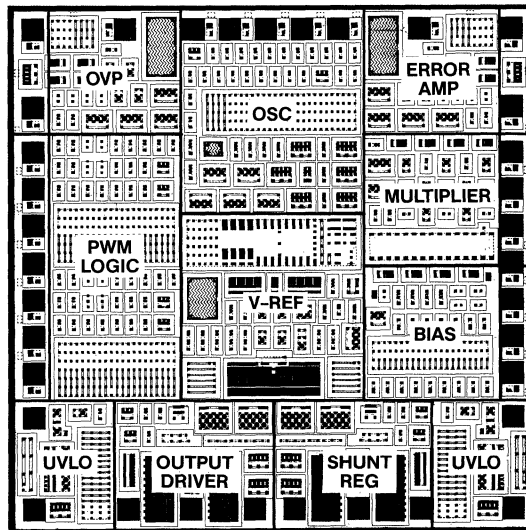 OVP
OSC
ERROR
AMP
PWM
LOGIC
MULTIPLIER
V-REF
BIAS
UVLO
OUTPUT
DRIVER
SHUNT
REG
UVLO